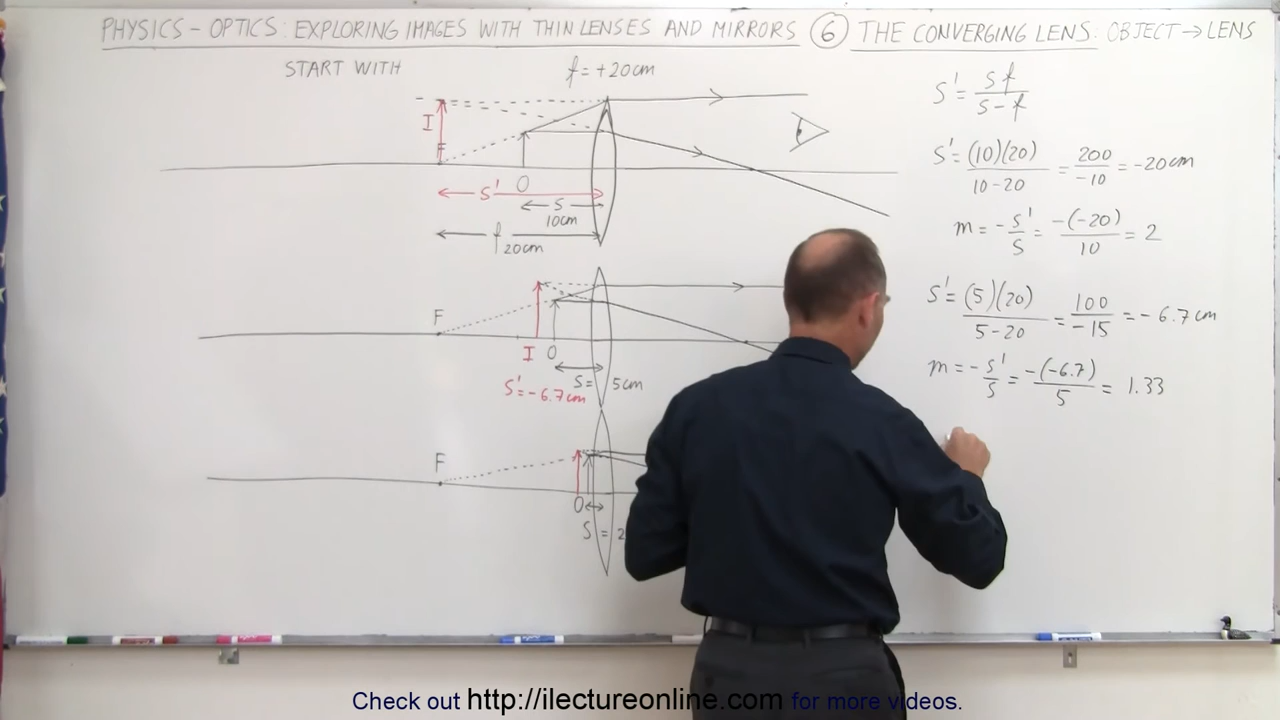 PHYSICS - OPTICS: EXPLORING IMAGES WITH THIN LENSES AND MIRRORS ⑥ THE CONVERGING LENS: OBJECT → LENS
START WITH
f = +20cm
I
F
S'
O
S
10cm
f
20cm
F
I
O
S = 5cm
S' = -6.7cm
F
O
S = 2
S' = sf / s - f
S' = (10)(20) / 10 - 20 = 200 / -10 = -20cm
m = - s' / s = -(-20) / 10 = 2
S' = (5)(20) / 5 - 20 = 100 / -15 = -6.7cm
m = - s' / s = -(-6.7) / 5 = 1.33
Check out http://ilectureonline.com for more videos.